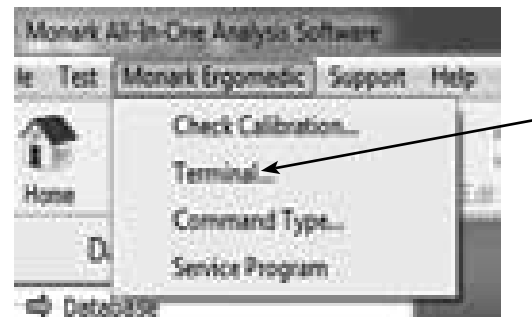 Monark All-In-One Analysis Software
le Test Monark Ergomedic Support Help
Check Calibration...
Home
Terminal...
Command Type...
Service Program
Database